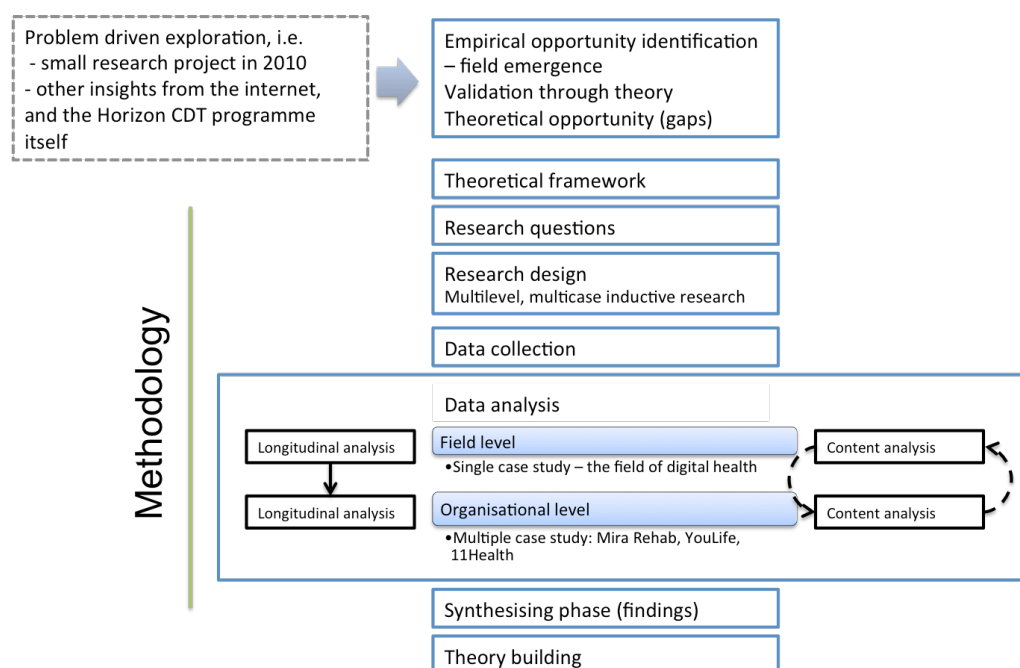 Problem driven exploration, i.e.
- small research project in 2010
- other insights from the internet,
and the Horizon CDT programme
itself
Empirical opportunity identification
– field emergence
Validation through theory
Theoretical opportunity (gaps)
Theoretical framework
Research questions
Research design
Multilevel, multicase inductive research
Data collection
Methodology
Data analysis
Longitudinal analysis
Field level
Content analysis
•Single case study – the field of digital health
Longitudinal analysis
Organisational level
Content analysis
•Multiple case study: Mira Rehab, YouLife,
11Health
Synthesising phase (findings)
Theory building